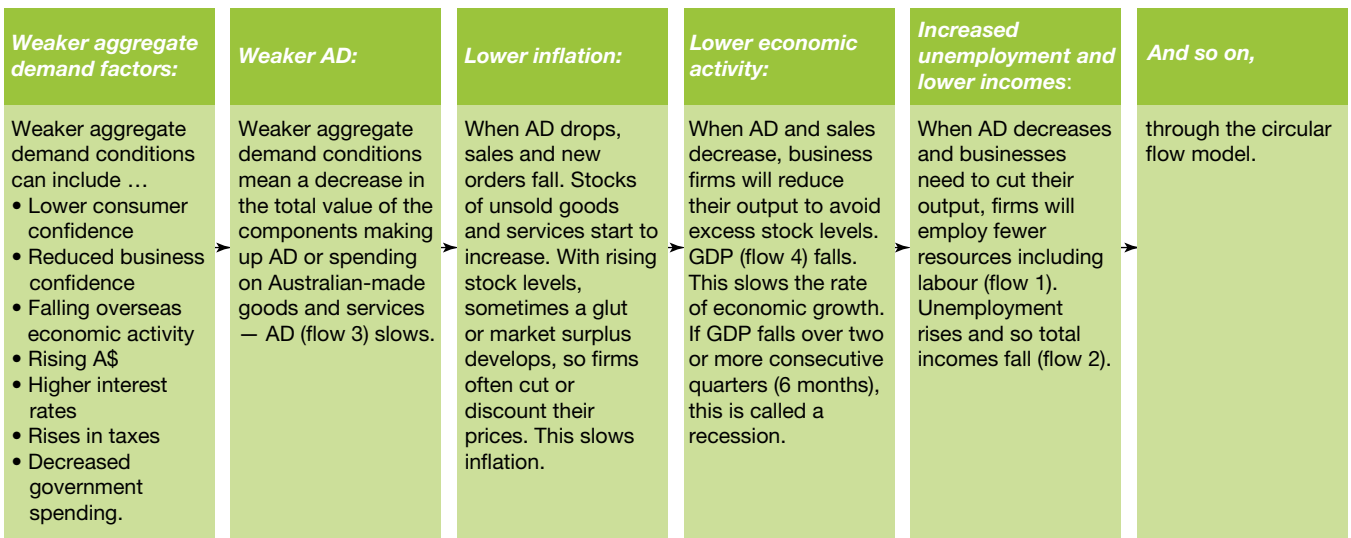 Weaker aggregate
demand factors:
Weaker aggregate
demand conditions
can include …
• Lower consumer
confidence
• Reduced business
confidence
• Falling overseas
economic activity
• Rising A$
• Higher interest
rates
• Rises in taxes
• Decreased
government
spending.
Weaker AD:
Weaker aggregate
demand conditions
mean a decrease in
the total value of the
components making
up AD or spending
on Australian-made
goods and services
— AD (flow 3) slows.
Lower inflation:
When AD drops,
sales and new
orders fall. Stocks
of unsold goods
and services start to
increase. With rising
stock levels,
sometimes a glut
or market surplus
develops, so firms
often cut or
discount their
prices. This slows
inflation.
Lower economic
activity:
When AD and sales
decrease, business
firms will reduce
their output to avoid
excess stock levels.
GDP (flow 4) falls.
This slows the rate
of economic growth.
If GDP falls over two
or more consecutive
quarters (6 months),
this is called a
recession.
Increased
unemployment and
lower incomes:
When AD decreases
and businesses
need to cut their
output, firms will
employ fewer
resources including
labour (flow 1).
Unemployment
rises and so total
incomes fall (flow 2).
And so on,
through the circular
flow model.